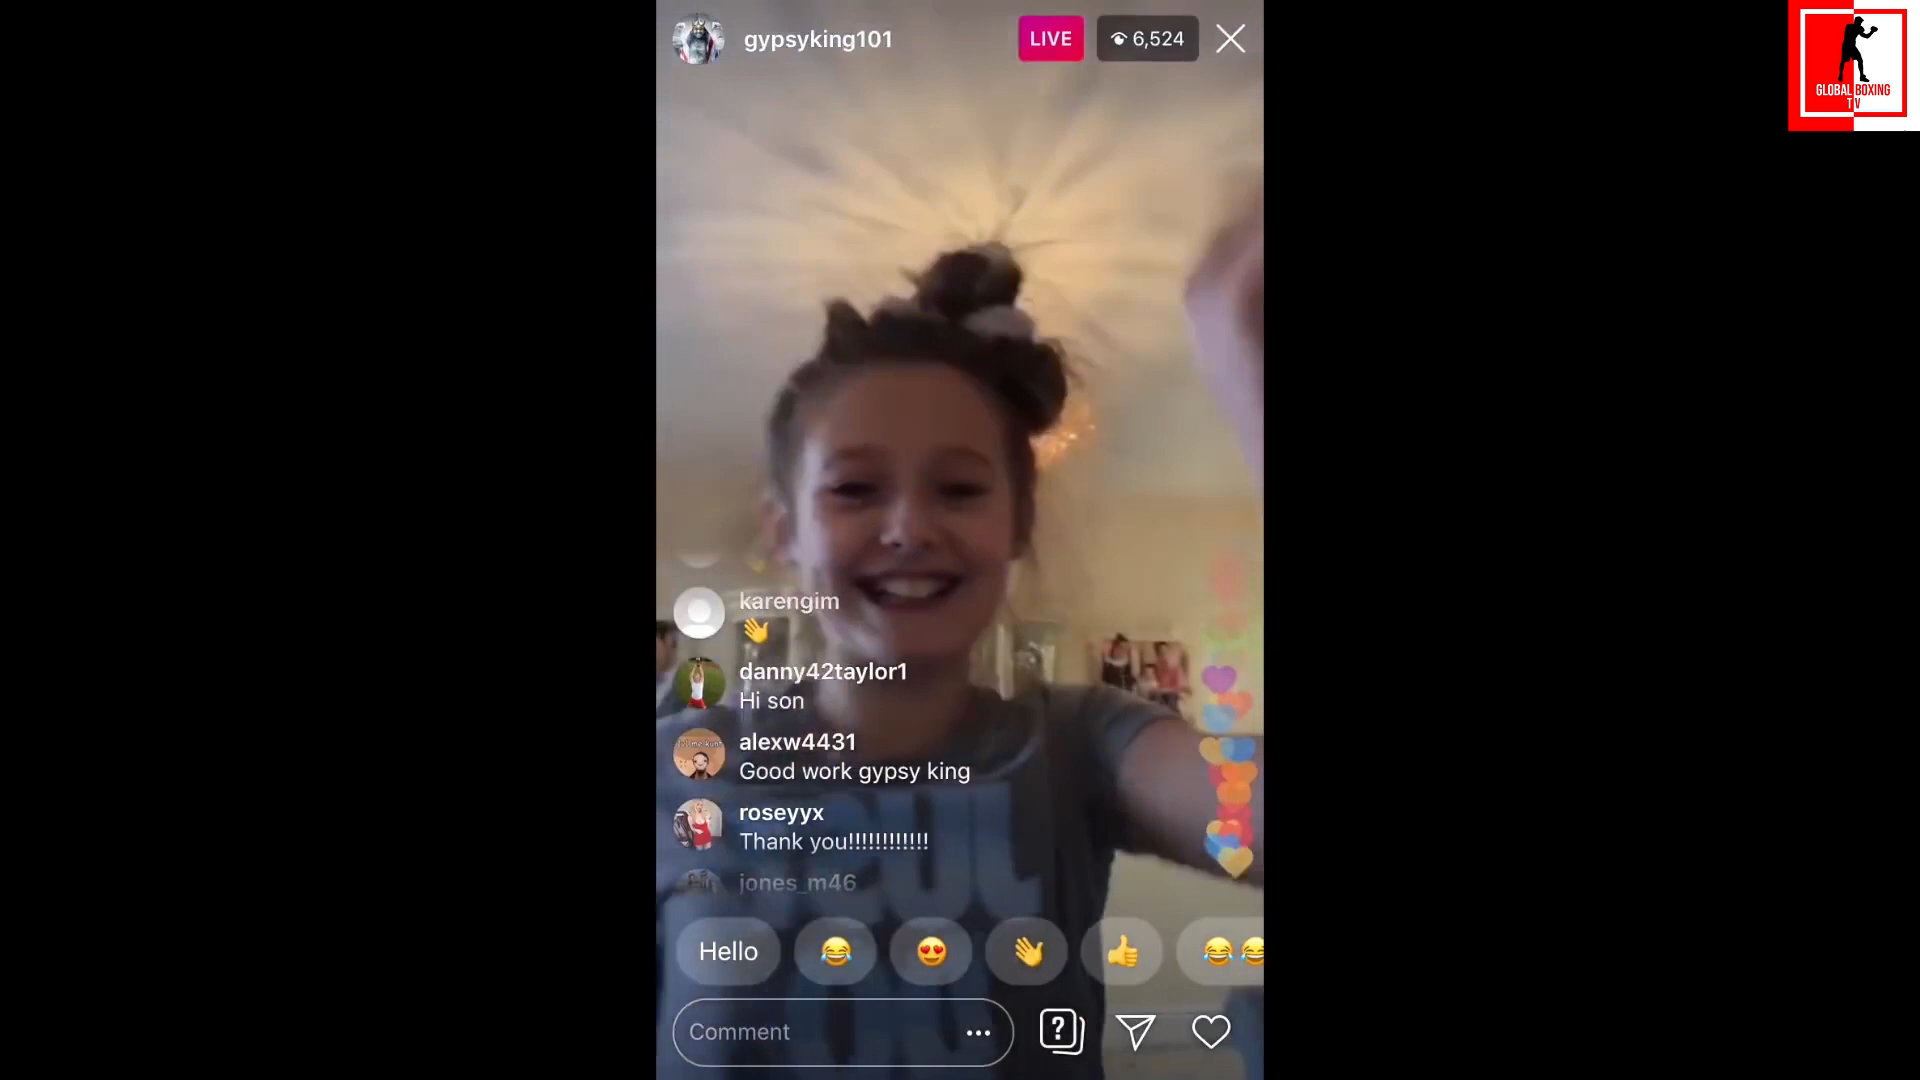 gypsyking101
LIVE
6,524
GLOBAL BOXING
TV
karengim
👋
danny42taylor1
Hi son
alexw4431
Good work gypsy king
roseyyx
Thank you!!!!!!!!!!!!
jones_m46
Hello 😂 😍 👋 👍 😂😂
Comment